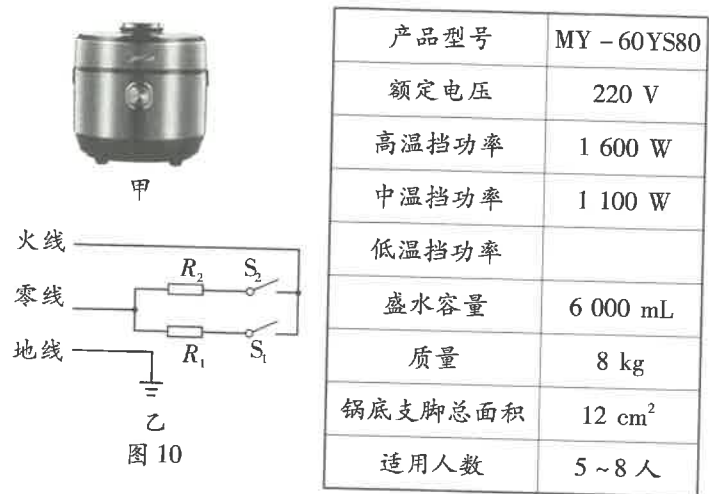 甲
火线
零线
地线
R₂ S₂
R₁ S₁
乙
图 10
产品型号 MY－60YS80
额定电压 220 V
高温挡功率 1 600 W
中温挡功率 1 100 W
低温挡功率
盛水容量 6 000 mL
质量 8 kg
锅底支脚总面积 12 cm²
适用人数 5～8 人